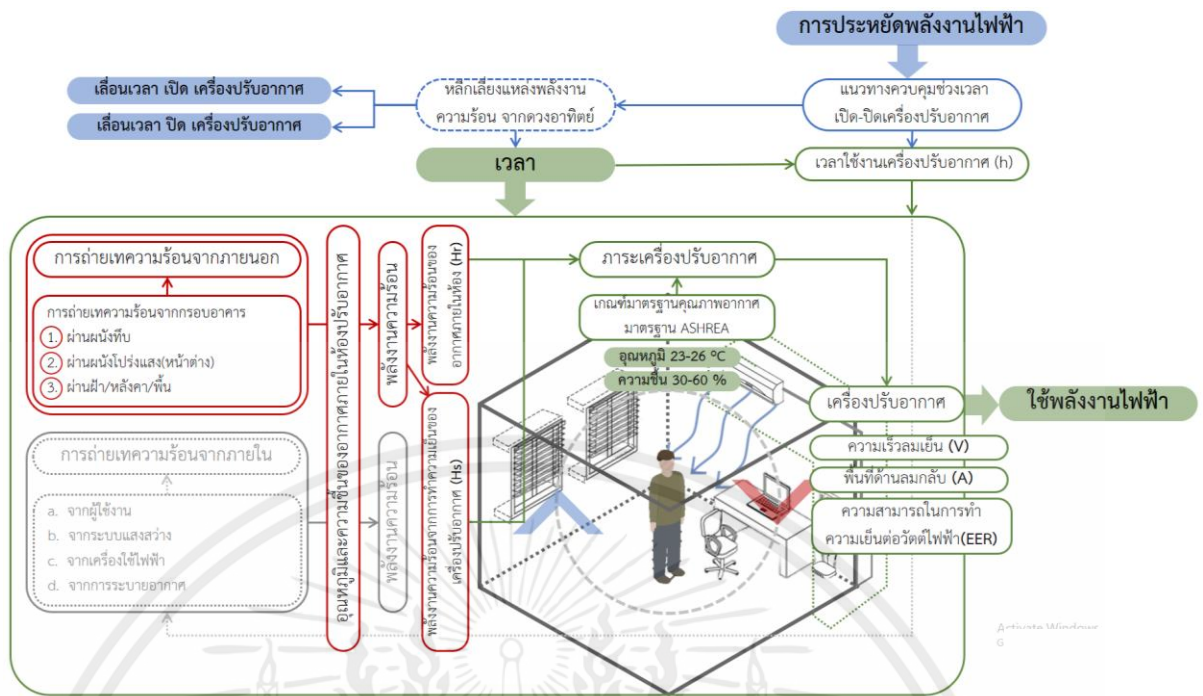 การประหยัดพลังงานไฟฟ้า
เลื่อนเวลา เปิด เครื่องปรับอากาศ
เลื่อนเวลา ปิด เครื่องปรับอากาศ
หลีกเลี่ยงแหล่งพลังงาน
ความร้อน จากดวงอาทิตย์
แนวทางควบคุมช่วงเวลา
เปิด-ปิดเครื่องปรับอากาศ
เวลา
เวลาใช้งานเครื่องปรับอากาศ (h)
การถ่ายเทความร้อนจากภายนอก
การถ่ายเทความร้อนจากกรอบอาคาร
1. ผ่านผนังทึบ
2. ผ่านผนังโปร่งแสง(หน้าต่าง)
3. ผ่านฝ้า/หลังคา/พื้น
การถ่ายเทความร้อนจากภายใน
a. จากผู้ใช้งาน
b. จากระบบแสงสว่าง
c. จากเครื่องใช้ไฟฟ้า
d. จากการระบายอากาศ
อุณหภูมิและความชื้นของอากาศภายในห้องปรับอากาศ
พลังงานความร้อน
พลังงานความร้อน
พลังงานความร้อนของ
อากาศภายในห้อง (Hr)
พลังงานความร้อนจากการทำความเย็นของ
เครื่องปรับอากาศ (Hs)
ภาระเครื่องปรับอากาศ
เกณฑ์มาตรฐานคุณภาพอากาศ
มาตรฐาน ASHREA
อุณหภูมิ 23-26 ºC
ความชื้น 30-60 %
เครื่องปรับอากาศ
ใช้พลังงานไฟฟ้า
ความเร็วลมเย็น (V)
พื้นที่ด้านลมกลับ (A)
ความสามารถในการทำ
ความเย็นต่อวัตต์ไฟฟ้า(EER)
Activate Windows
G